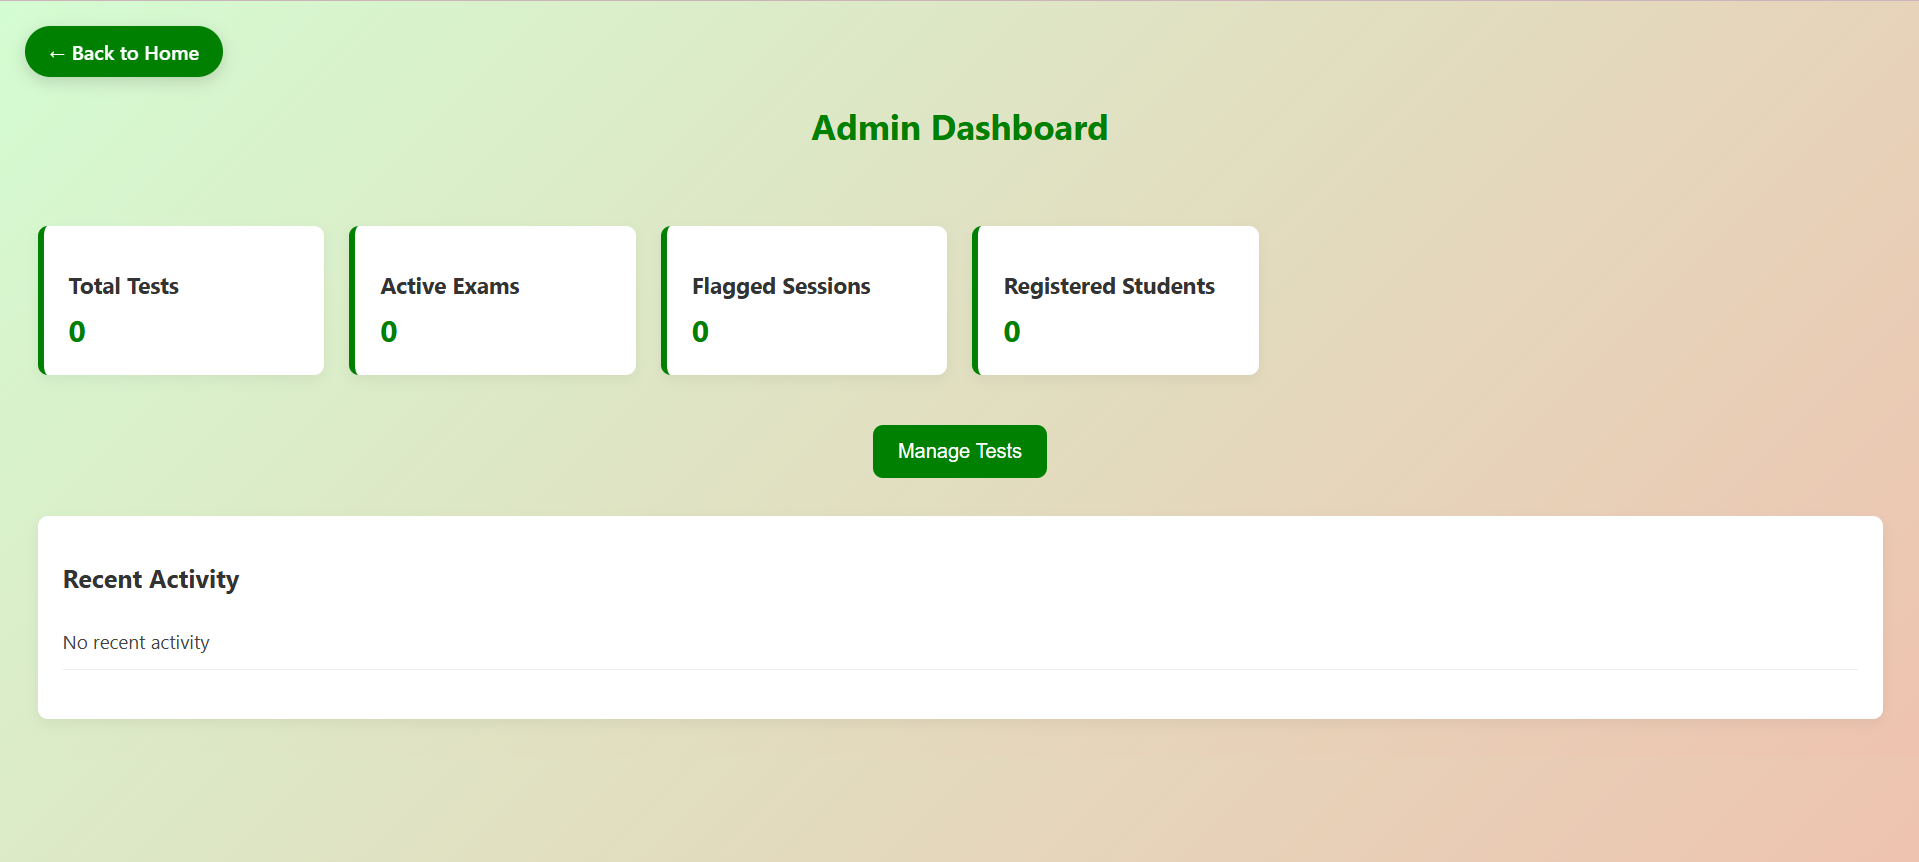 ← Back to Home
Admin Dashboard
Total Tests
0
Active Exams
0
Flagged Sessions
0
Registered Students
0
Manage Tests
Recent Activity
No recent activity